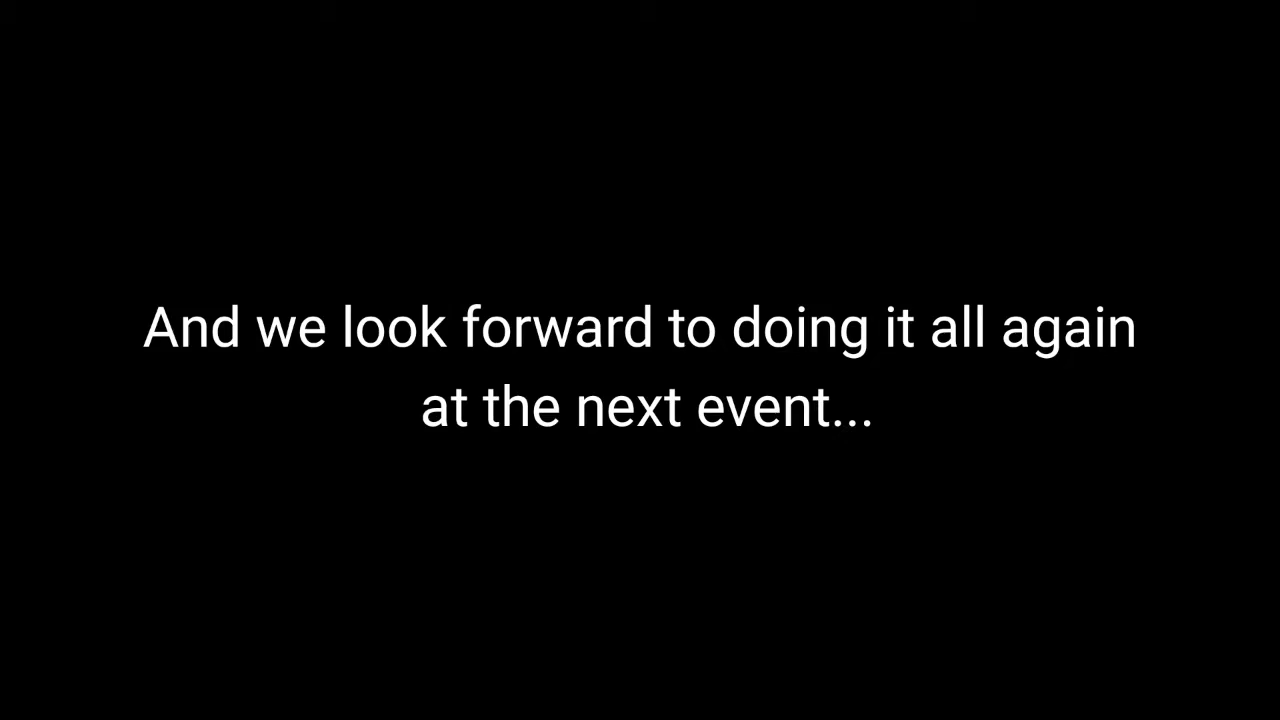 And we look forward to doing it all again
at the next event...